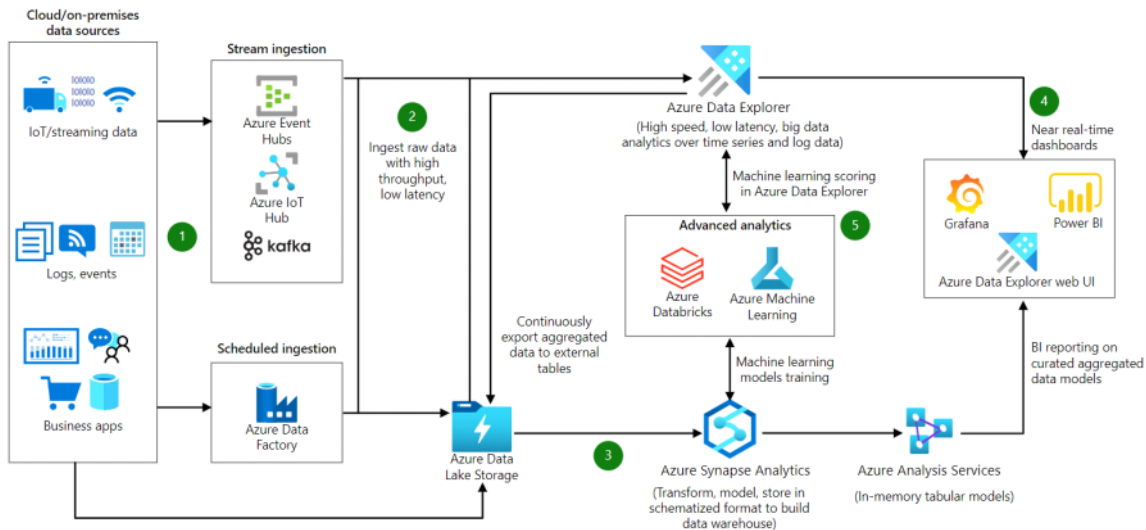 Cloud/on-premises
data sources
IoT/streaming data
Logs, events
Business apps
1
Stream ingestion
Azure Event
Hubs
Azure IoT
Hub
kafka
Scheduled ingestion
Azure Data
Factory
2
Ingest raw data
with high
throughput,
low latency
Continuously
export aggregated
data to external
tables
Azure Data
Lake Storage
3
Azure Data Explorer
(High speed, low latency, big data
analytics over time series and log data)
Machine learning scoring
in Azure Data Explorer
Advanced analytics
5
Azure
Databricks
Azure Machine
Learning
Machine learning
models training
Azure Synapse Analytics
(Transform, model, store in
schematized format to build
data warehouse)
Azure Analysis Services
(In-memory tabular models)
4
Near real-time
dashboards
Grafana
Power BI
Azure Data Explorer web UI
BI reporting on
curated aggregated
data models